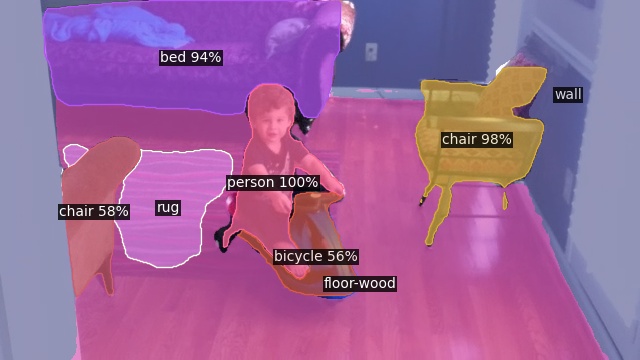 bed 94%
wall
chair 98%
person 100%
chair 58%
rug
bicycle 56%
floor-wood